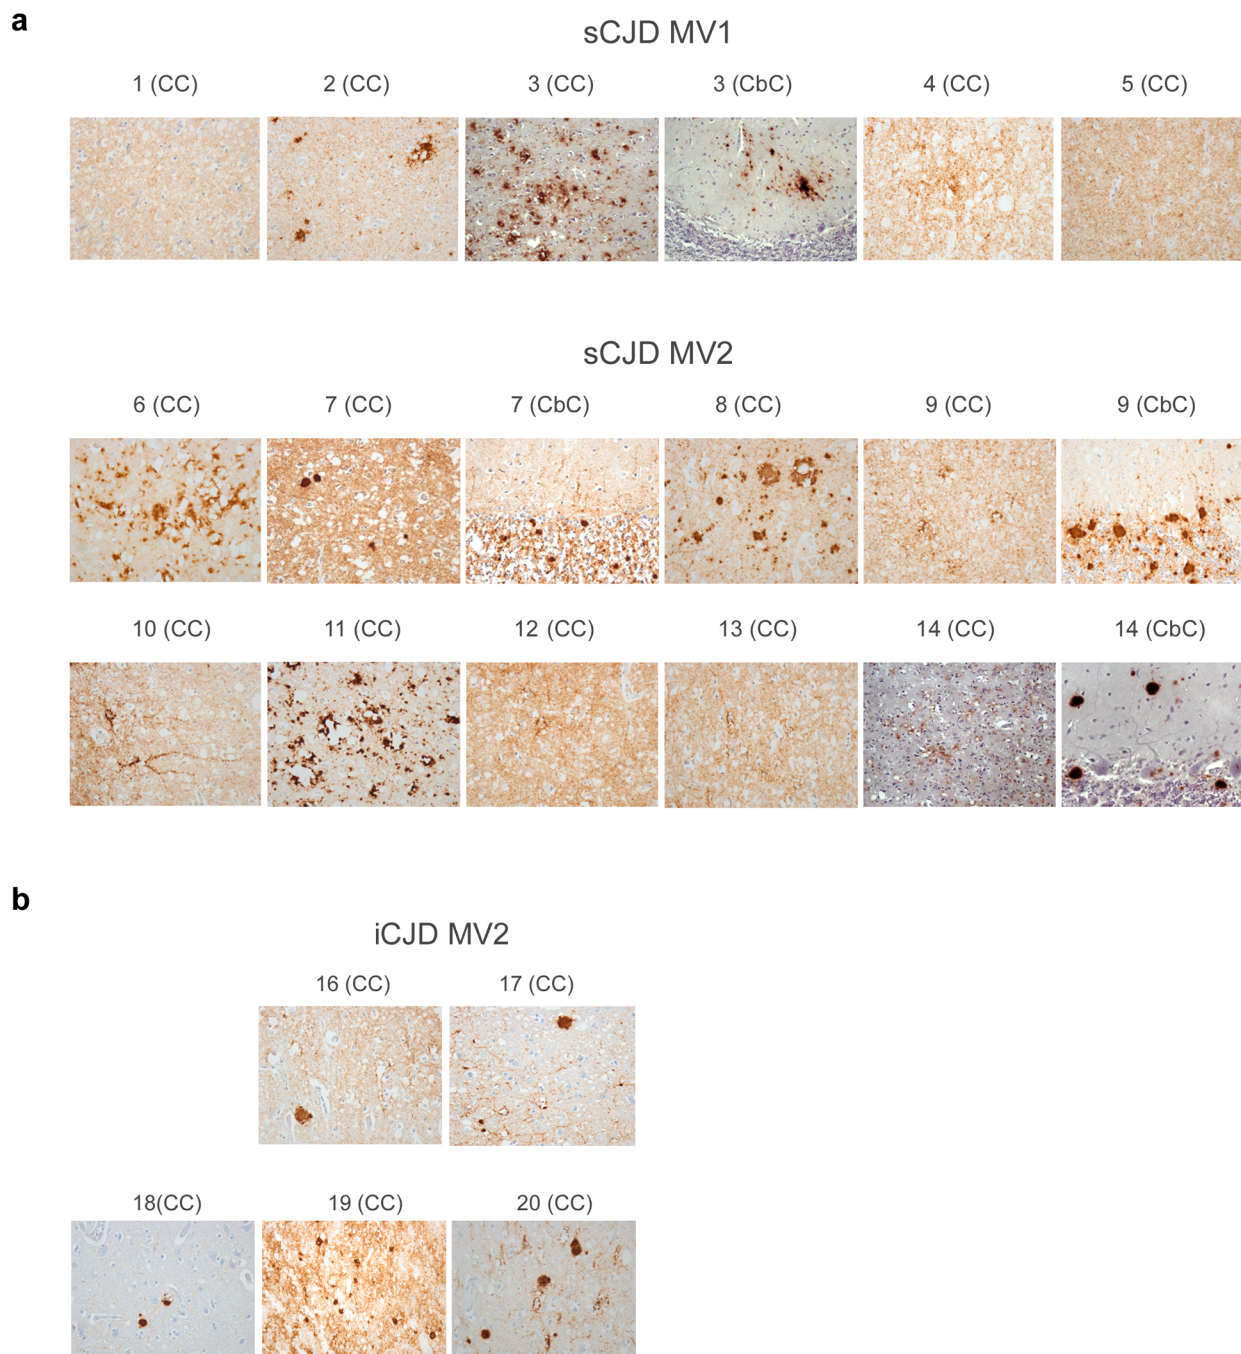 a
sCJD MV1
1 (CC) 2 (CC) 3 (CC) 3 (CbC) 4 (CC) 5 (CC)
sCJD MV2
6 (CC) 7 (CC) 7 (CbC) 8 (CC) 9 (CC) 9 (CbC)
10 (CC) 11 (CC) 12 (CC) 13 (CC) 14 (CC) 14 (CbC)
b
iCJD MV2
16 (CC) 17 (CC)
18(CC) 19 (CC) 20 (CC)